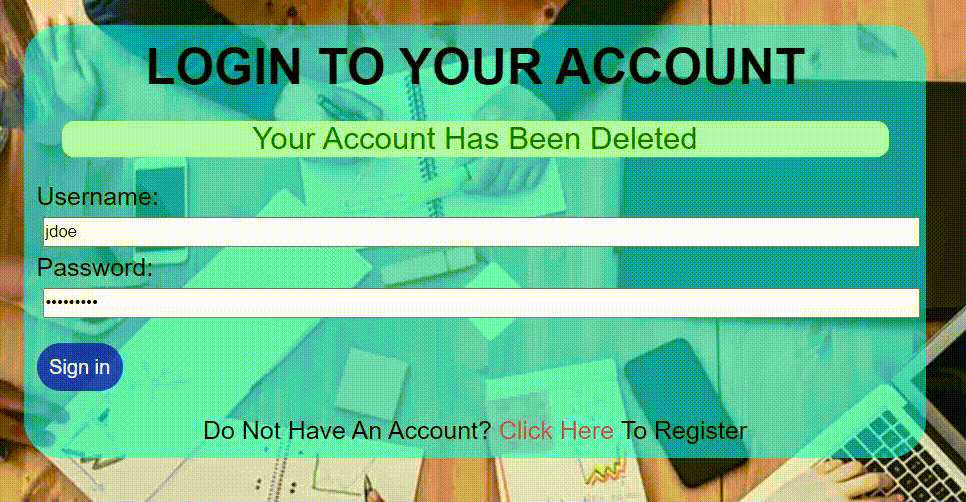 LOGIN TO YOUR ACCOUNT
Your Account Has Been Deleted
Username:
jdoe
Password:
•••••••••
Sign in
Do Not Have An Account? Click Here To Register